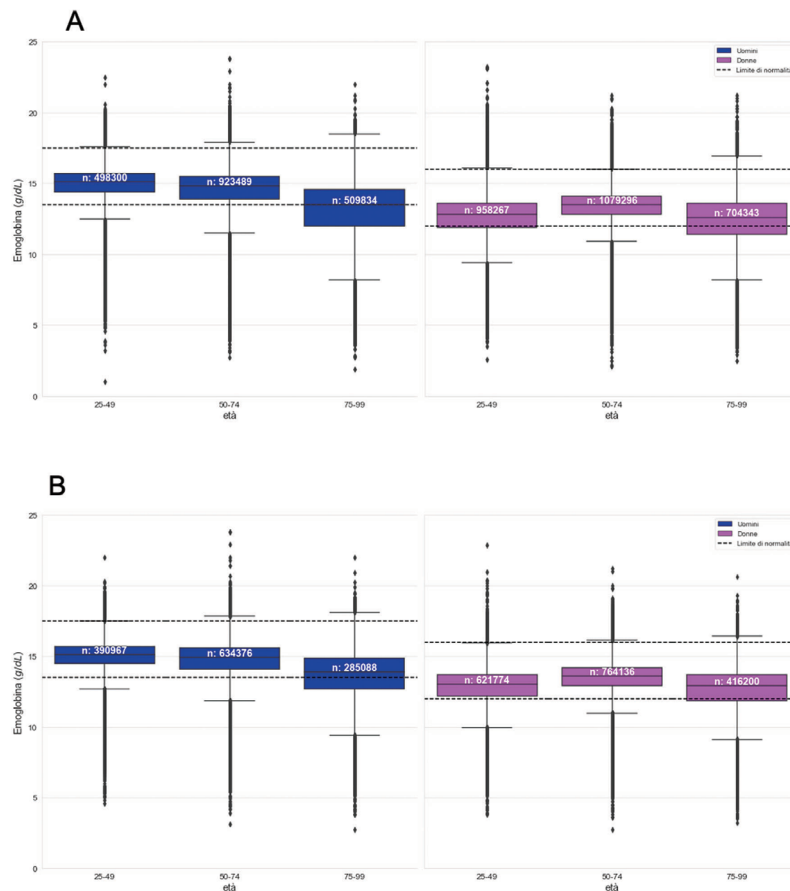 A
25
20
15
10
5
0
Emoglobina (g/dL)
n: 498300
n: 923489
n: 509834
25-49
50-74
75-99
età
Uomini
Donne
Limite di normalità
n: 958267
n: 1079296
n: 704343
25-49
50-74
75-99
età
B
25
20
15
10
5
0
Emoglobina (g/dL)
n: 390967
n: 634376
n: 285088
25-49
50-74
75-99
età
Uomini
Donne
Limite di normalità
n: 621774
n: 764136
n: 416200
25-49
50-74
75-99
età